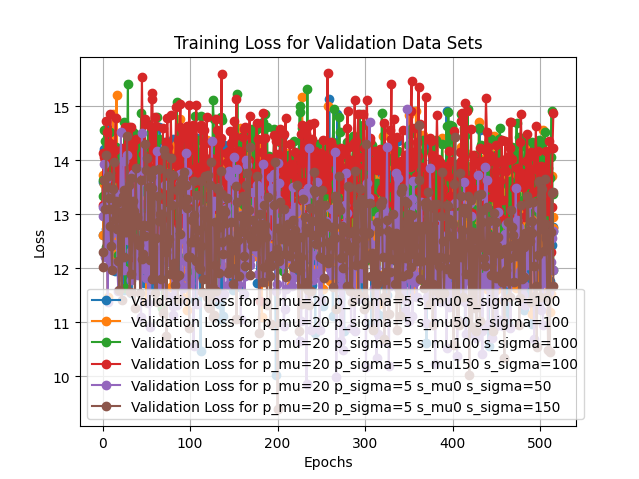 Training Loss for Validation Data Sets
Loss
15
14
13
12
11
10
Validation Loss for p_mu=20 p_sigma=5 s_mu0 s_sigma=100
Validation Loss for p_mu=20 p_sigma=5 s_mu50 s_sigma=100
Validation Loss for p_mu=20 p_sigma=5 s_mu100 s_sigma=100
Validation Loss for p_mu=20 p_sigma=5 s_mu150 s_sigma=100
Validation Loss for p_mu=20 p_sigma=5 s_mu0 s_sigma=50
Validation Loss for p_mu=20 p_sigma=5 s_mu0 s_sigma=150
0 100 200 300 400 500
Epochs